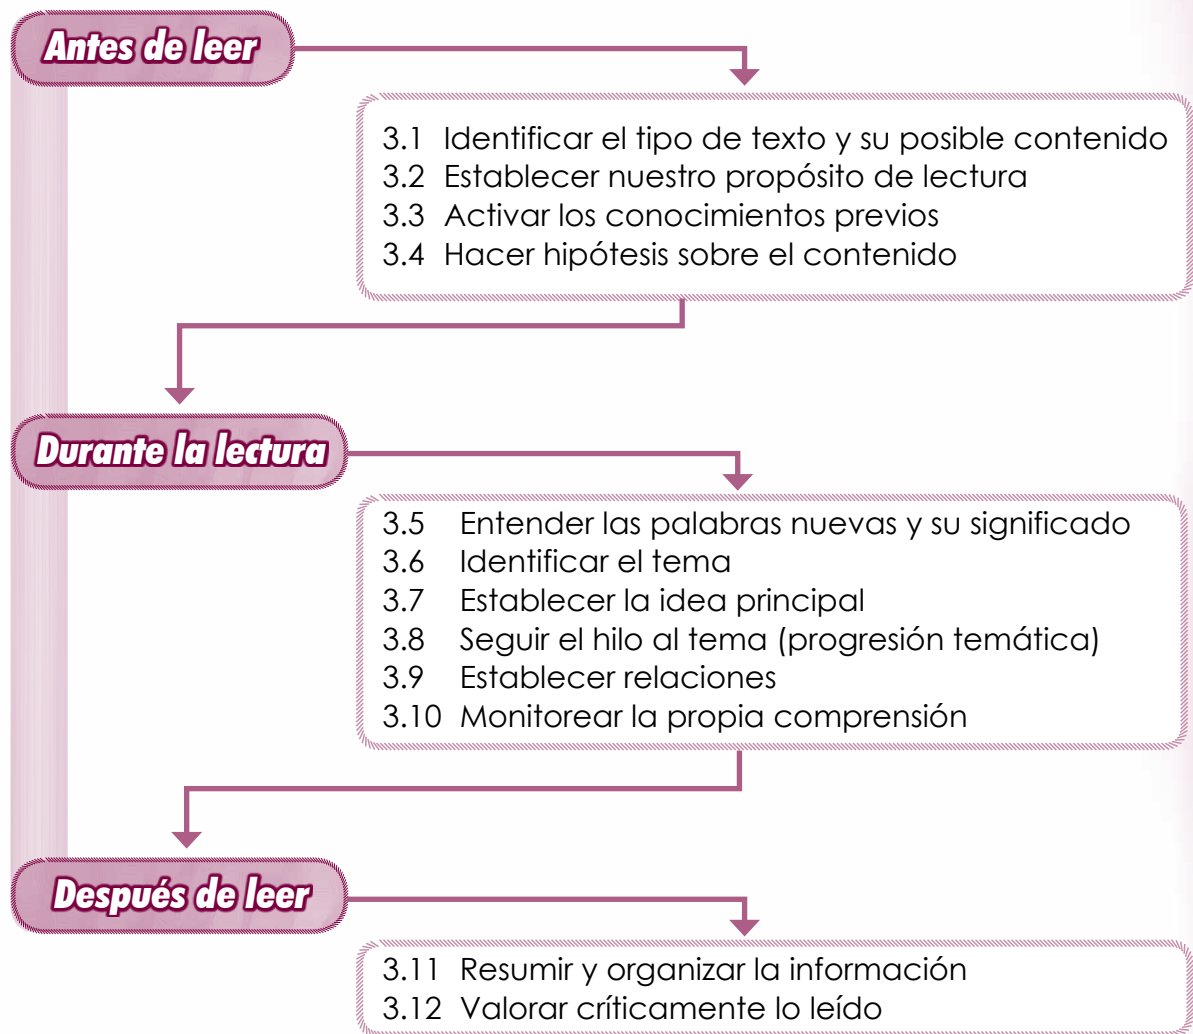 Antes de leer
3.1 Identificar el tipo de texto y su posible contenido
3.2 Establecer nuestro propósito de lectura
3.3 Activar los conocimientos previos
3.4 Hacer hipótesis sobre el contenido
Durante la lectura
3.5 Entender las palabras nuevas y su significado
3.6 Identificar el tema
3.7 Establecer la idea principal
3.8 Seguir el hilo al tema (progresión temática)
3.9 Establecer relaciones
3.10 Monitorear la propia comprensión
Después de leer
3.11 Resumir y organizar la información
3.12 Valorar críticamente lo leído